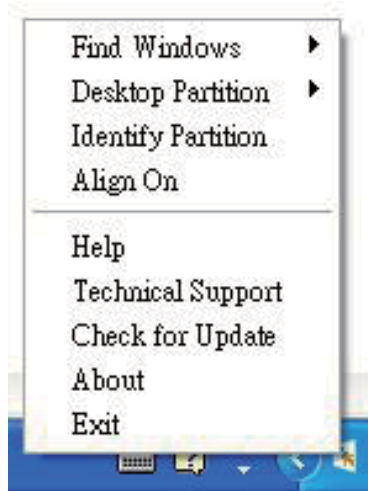 Find Windows
Desktop Partition
Identify Partition
Align On
Help
Technical Support
Check for Update
About
Exit